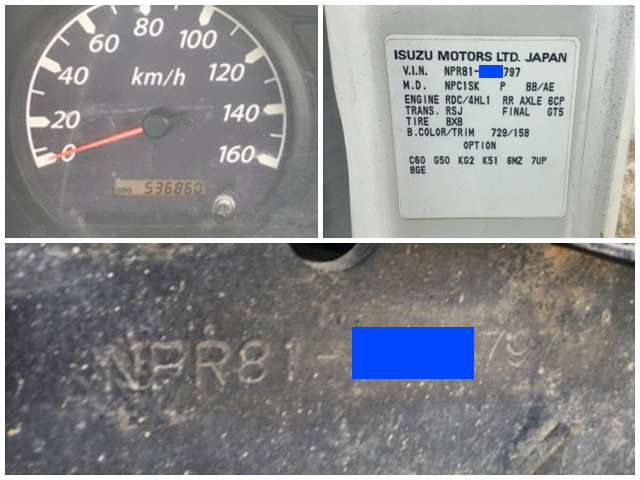 0 20 40 60 80 100 120 140 160
km/h
ODO 536860
ISUZU MOTORS LTD. JAPAN
V.I.N. NPR81-797
M.D. NPC1SK P BB/AE
ENGINE RDC/4HL1 RR AXLE 6CP
TRANS. RSJ FINAL GT5
TIRE BXB
B.COLOR/TRIM 729/158
OPTION
C60 G50 KG2 K51 6MZ 7UP
8GE
NPR81- 79